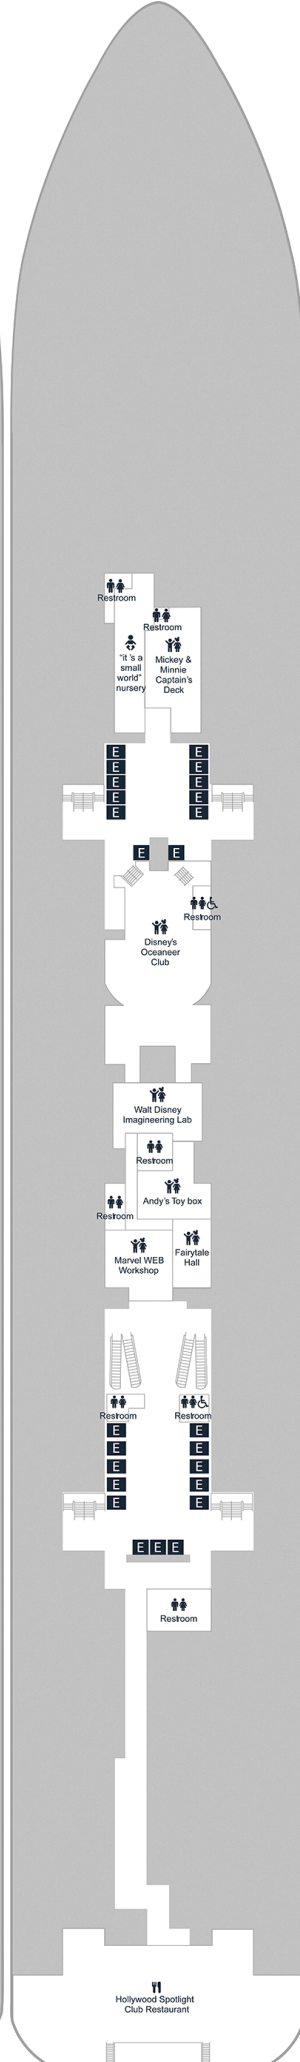 Restroom
Restroom
"it 's a
small
world"
nursery
Mickey &
Minnie
Captain's
Deck
E E
E E
E E
E E
E E
E E
Restroom
Disney's
Oceaneer
Club
Walt Disney
Imagineering Lab
Restroom
Andy's Toy box
Restroom
Fairytale
Hall
Marvel WEB
Workshop
Restroom Restroom
E E
E E
E E
E E
E E
E E E
Restroom
Hollywood Spotlight
Club Restaurant